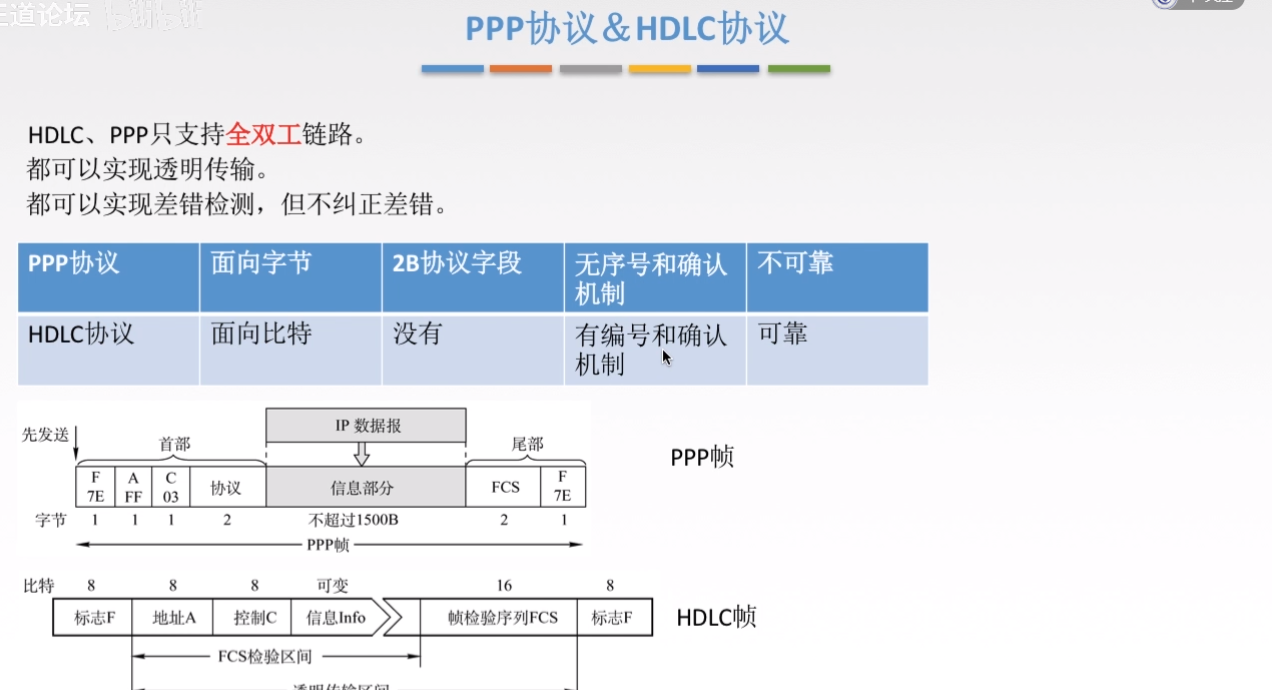 王道论坛
PPP协议＆HDLC协议
HDLC、PPP只支持全双工链路。
都可以实现透明传输。
都可以实现差错检测，但不纠正差错。
PPP协议 面向字节 2B协议字段 无序号和确认机制 不可靠
HDLC协议 面向比特 没有 有编号和确认机制 可靠
IP 数据报
先发送 首部 尾部
F 7E A FF C 03 协议 信息部分 FCS F 7E
PPP帧
字节 1 1 1 2 不超过1500B 2 1
PPP帧
比特 8 8 8 可变 16 8
标志F 地址A 控制C 信息Info 帧检验序列FCS 标志F
HDLC帧
FCS检验区间
透明传输区间